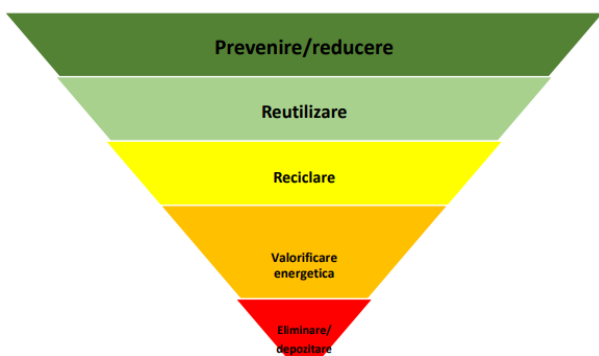 Prevenire/reducere
Reutilizare
Reciclare
Valorificare
energetica
Eliminare/
depozitare